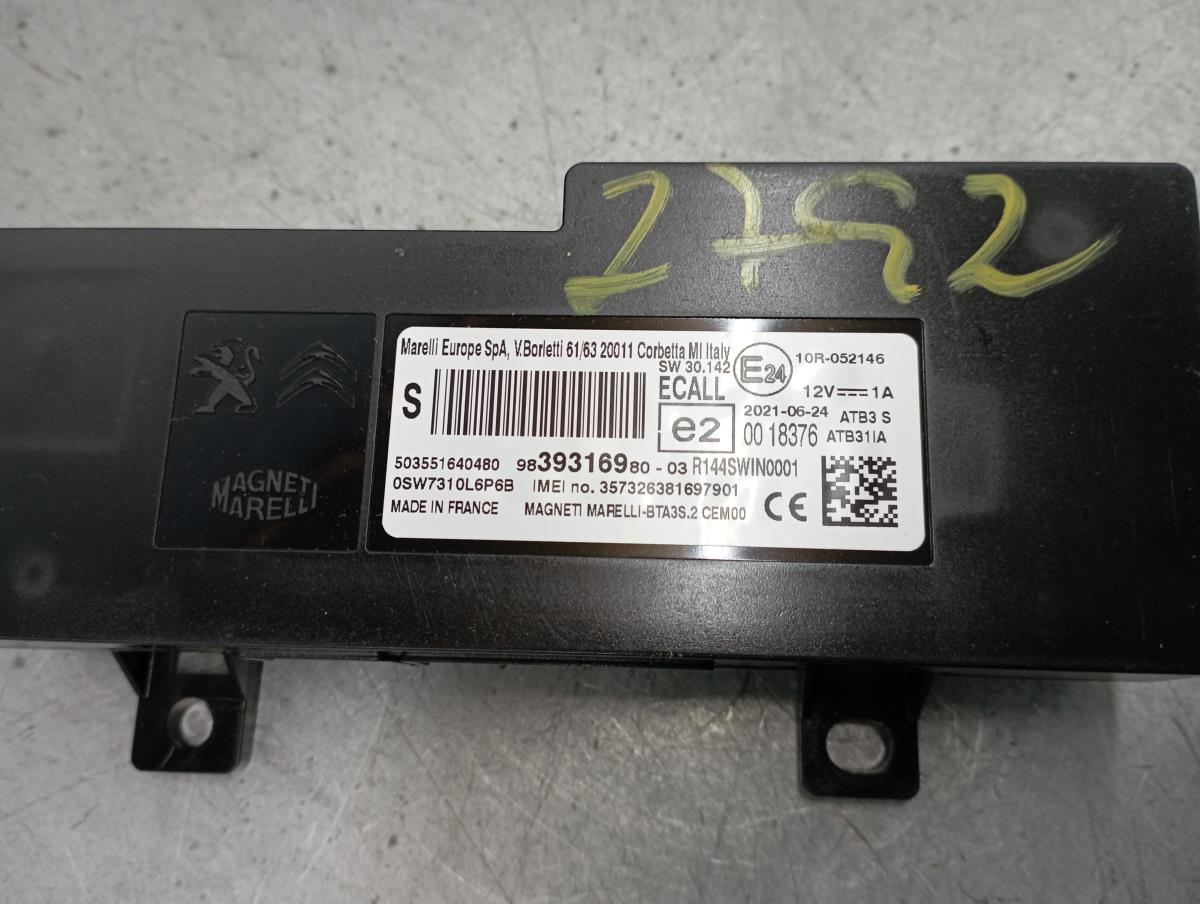 2752
Marelli Europe SpA, V.Borletti 61/63 20011 Corbetta MI Italy
SW 30.142
ECALL
E24
10R-052146
12V 1A
S
e2
2021-06-24 ATB3 S
00 18376 ATB31IA
503551640480 9839316980-03 R144SWIN0001
0SW7310L6P6B IMEI no. 357326381697901
MADE IN FRANCE MAGNETI MARELLI-BTA3S.2 CEM00
CE
MAGNETI
MARELLI